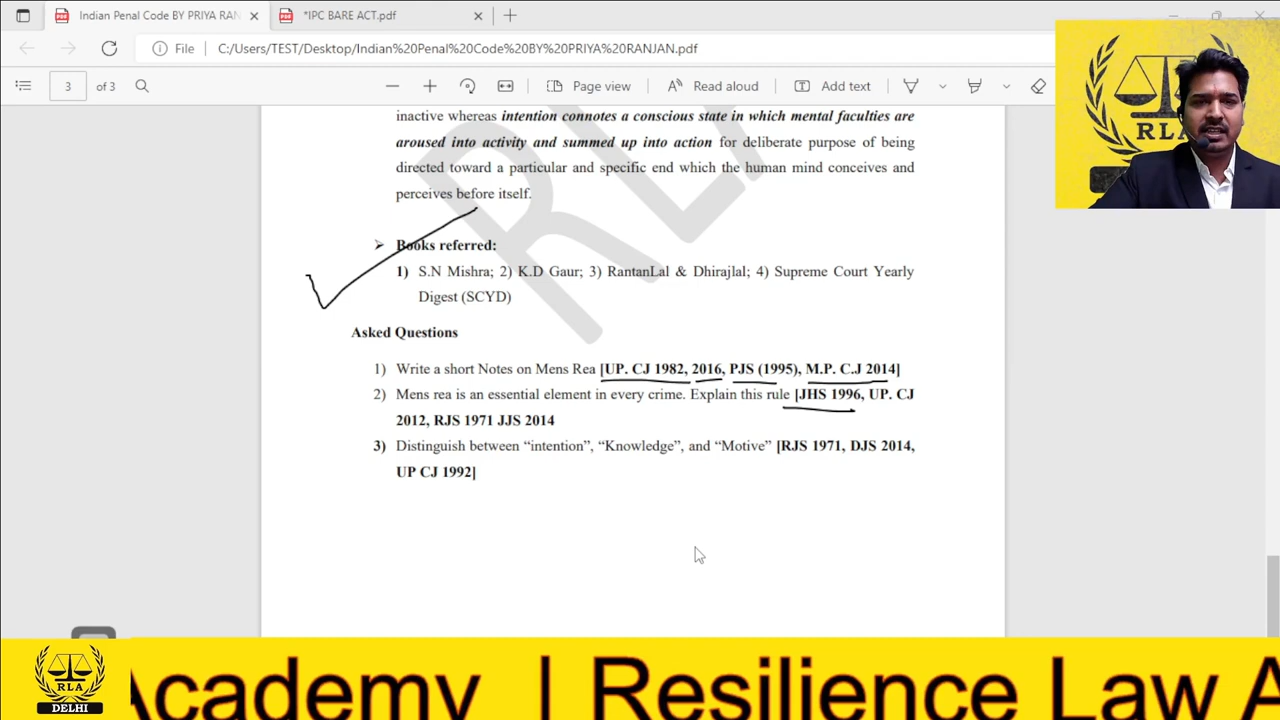 Indian Penal Code BY PRIYA RAN
*IPC BARE ACT.pdf
File
C:/Users/TEST/Desktop/Indian%20Penal%20Code%20BY%20PRIYA%20RANJAN.pdf
3 of 3
Page view
Read aloud
Add text
RLA
inactive whereas intention connotes a conscious state in which mental faculties are
aroused into activity and summed up into action for deliberate purpose of being
directed toward a particular and specific end which the human mind conceives and
perceives before itself.
RLA
➢ Books referred:
1) S.N Mishra; 2) K.D Gaur; 3) RantanLal & Dhirajlal; 4) Supreme Court Yearly
Digest (SCYD)
Asked Questions
1) Write a short Notes on Mens Rea [UP. CJ 1982, 2016, PJS (1995), M.P. C.J 2014]
2) Mens rea is an essential element in every crime. Explain this rule [JHS 1996, UP. CJ
2012, RJS 1971 JJS 2014
3) Distinguish between “intention”, “Knowledge”, and “Motive” [RJS 1971, DJS 2014,
UP CJ 1992]
RLA
DELHI
Academy | Resilience Law A